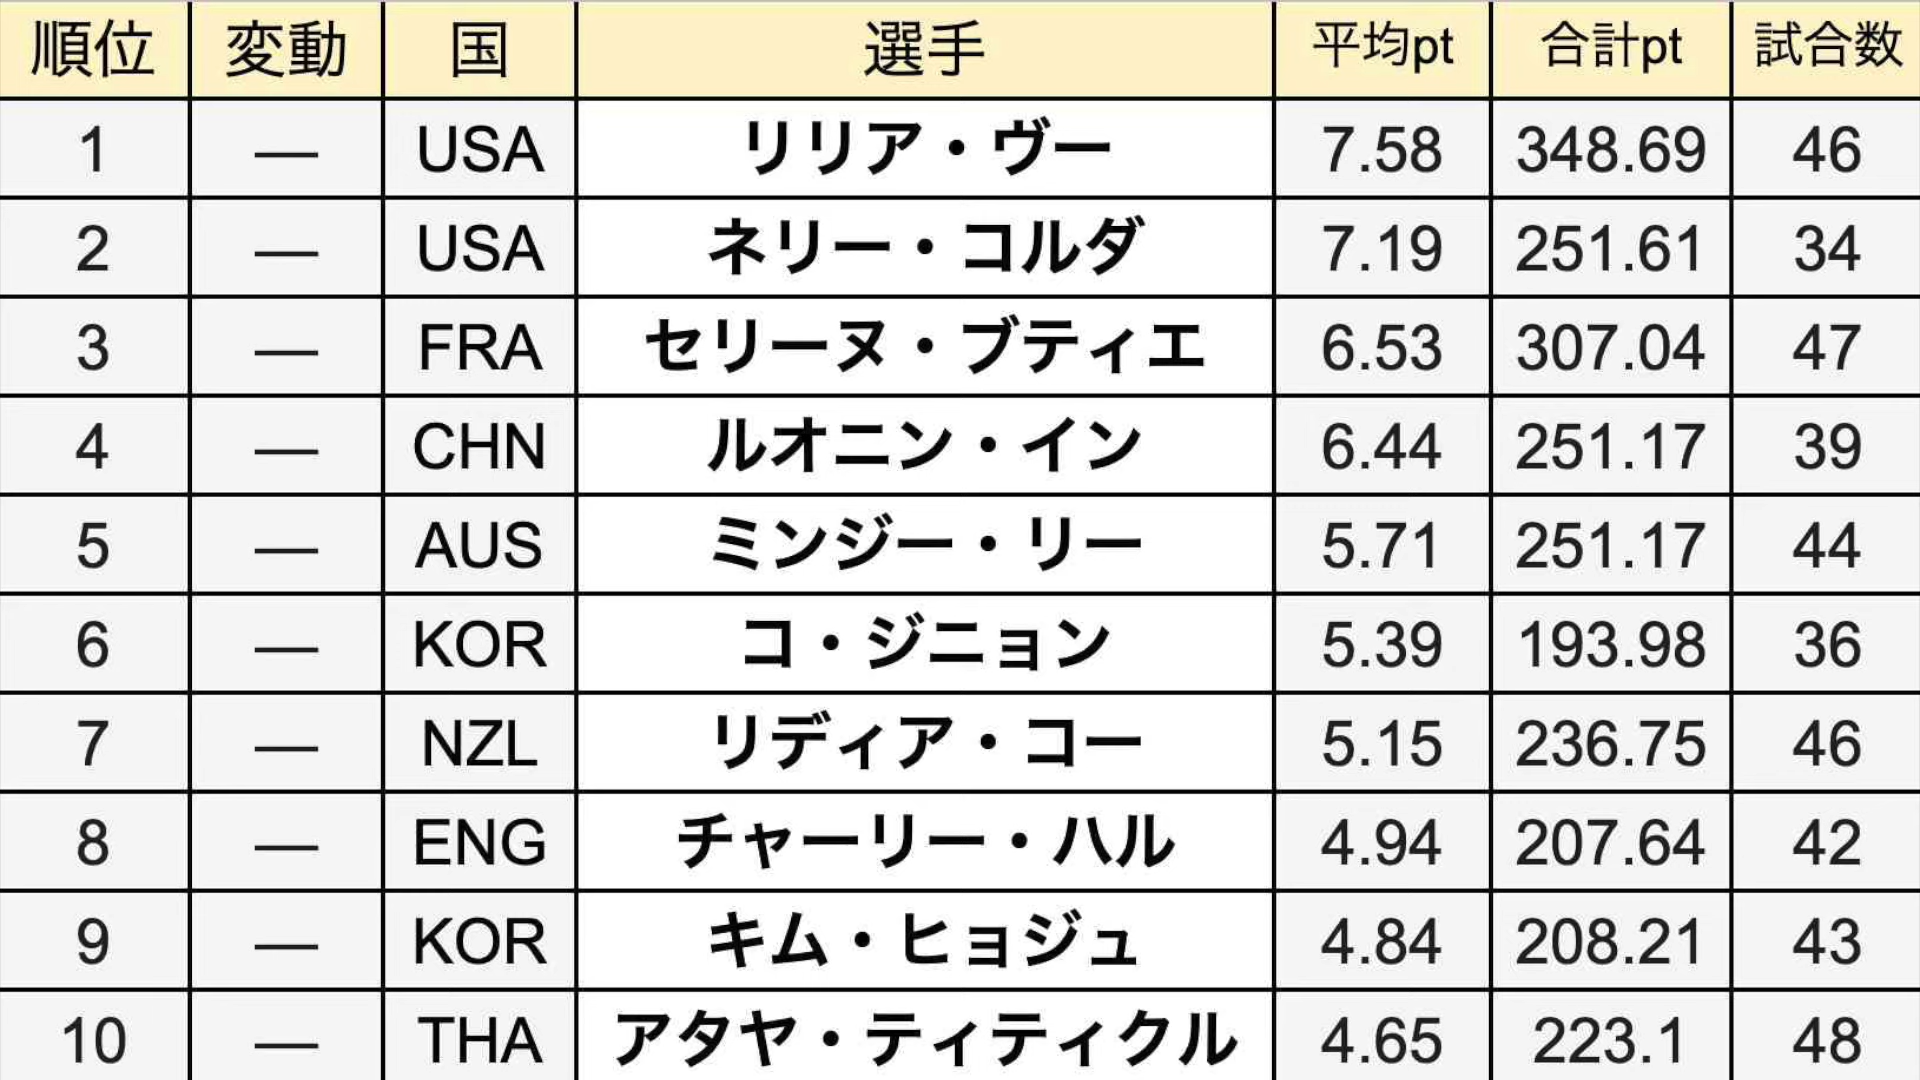 順位 変動 国 選手 平均pt 合計pt 試合数
1 — USA リリア・ヴー 7.58 348.69 46
2 — USA ネリー・コルダ 7.19 251.61 34
3 — FRA セリーヌ・ブティエ 6.53 307.04 47
4 — CHN ルオニン・イン 6.44 251.17 39
5 — AUS ミンジー・リー 5.71 251.17 44
6 — KOR コ・ジニョン 5.39 193.98 36
7 — NZL リディア・コー 5.15 236.75 46
8 — ENG チャーリー・ハル 4.94 207.64 42
9 — KOR キム・ヒョジュ 4.84 208.21 43
10 — THA アタヤ・ティティクル 4.65 223.1 48